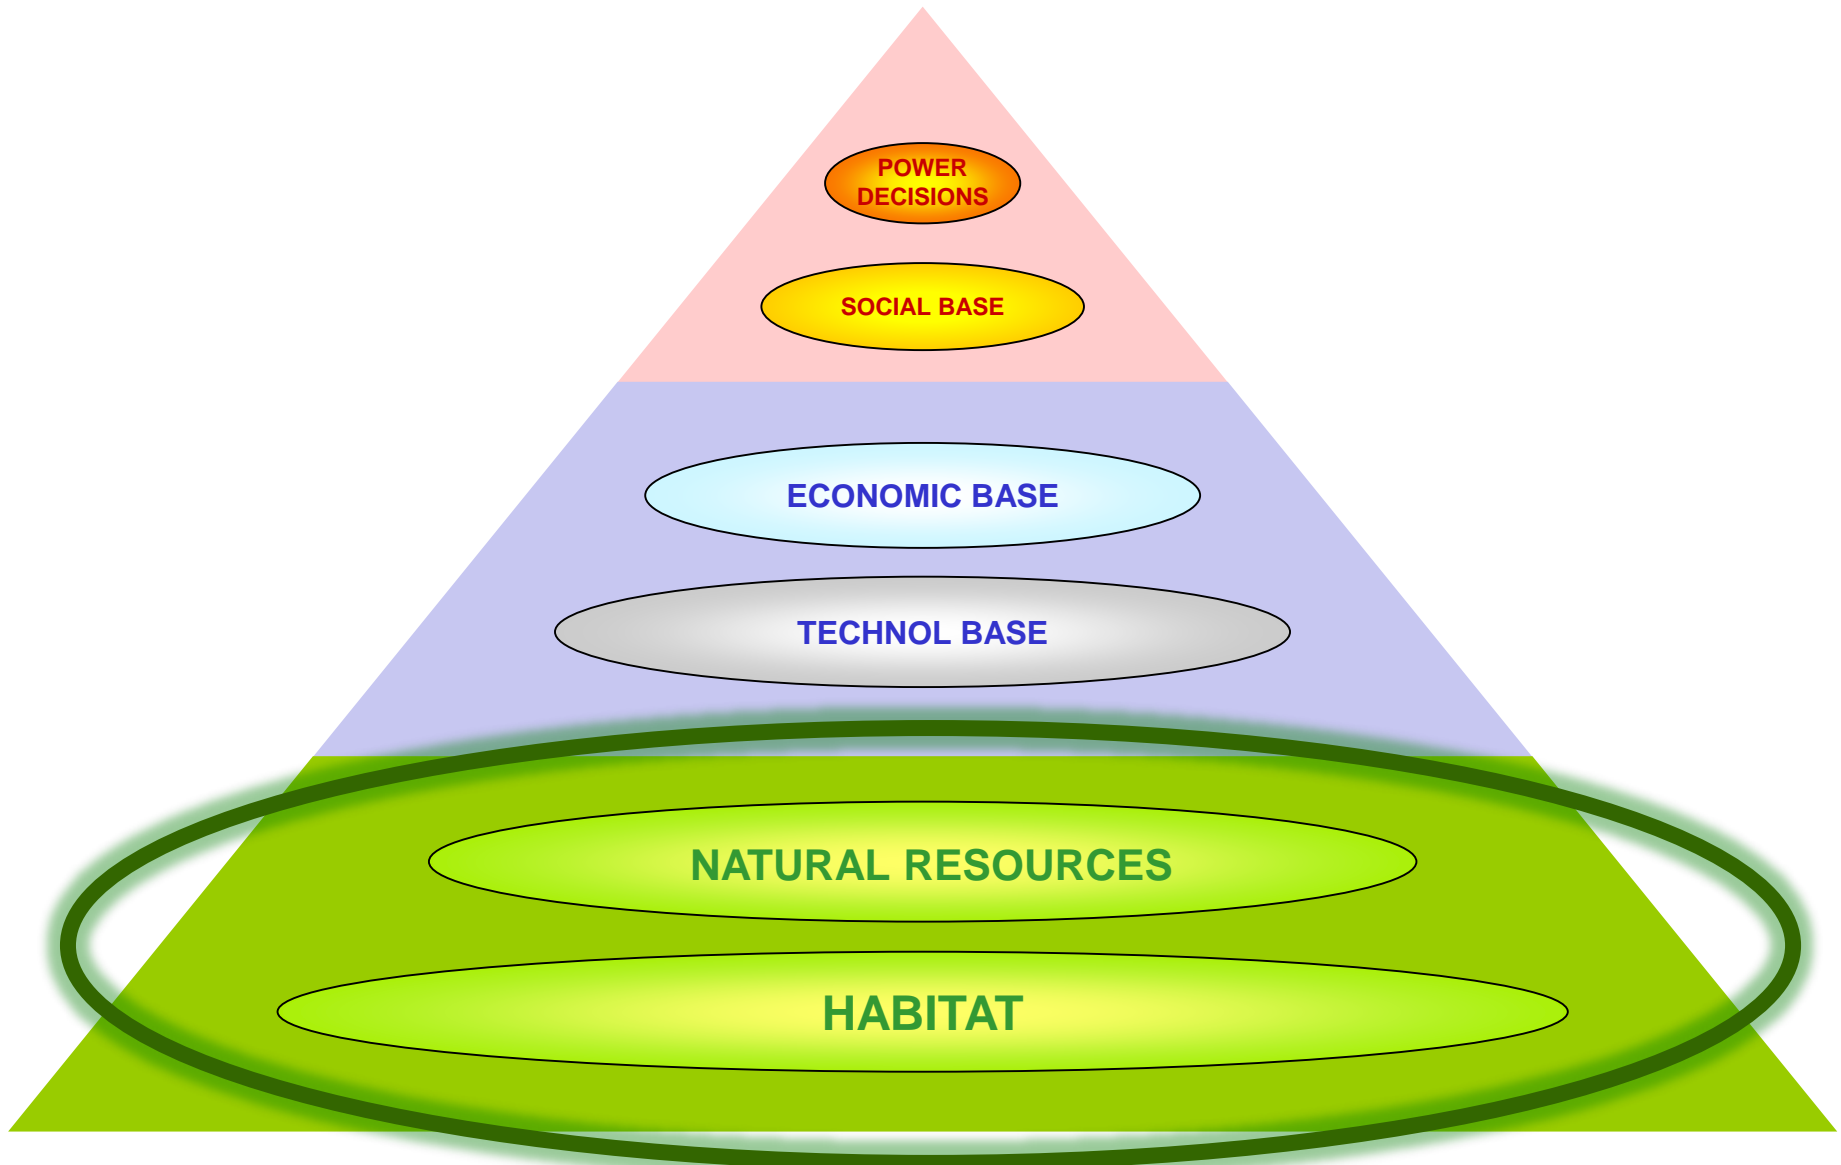 POWER
DECISIONS
SOCIAL BASE
ECONOMIC BASE
TECHNOL BASE
NATURAL RESOURCES
HABITAT